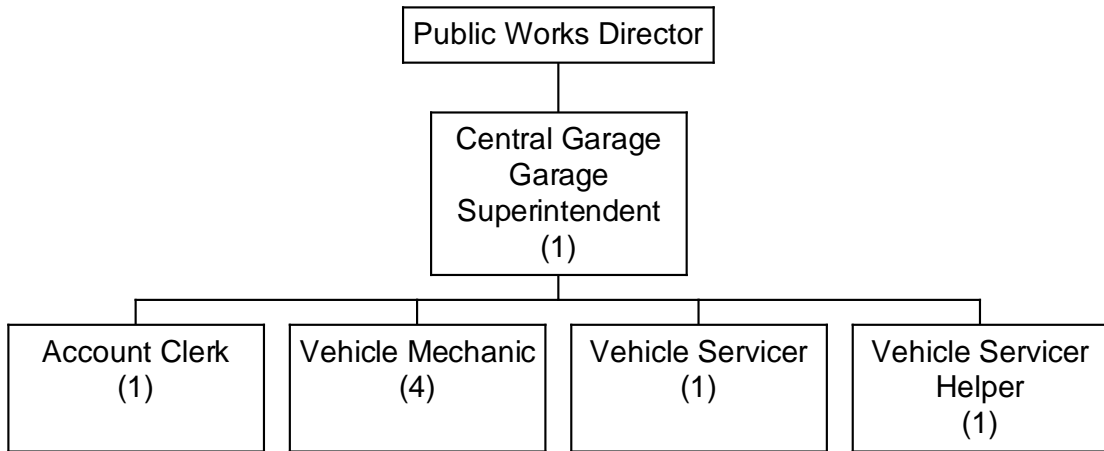 Public Works Director
Central Garage
Garage
Superintendent
(1)
Account Clerk
(1)
Vehicle Mechanic
(4)
Vehicle Servicer
(1)
Vehicle Servicer
Helper
(1)